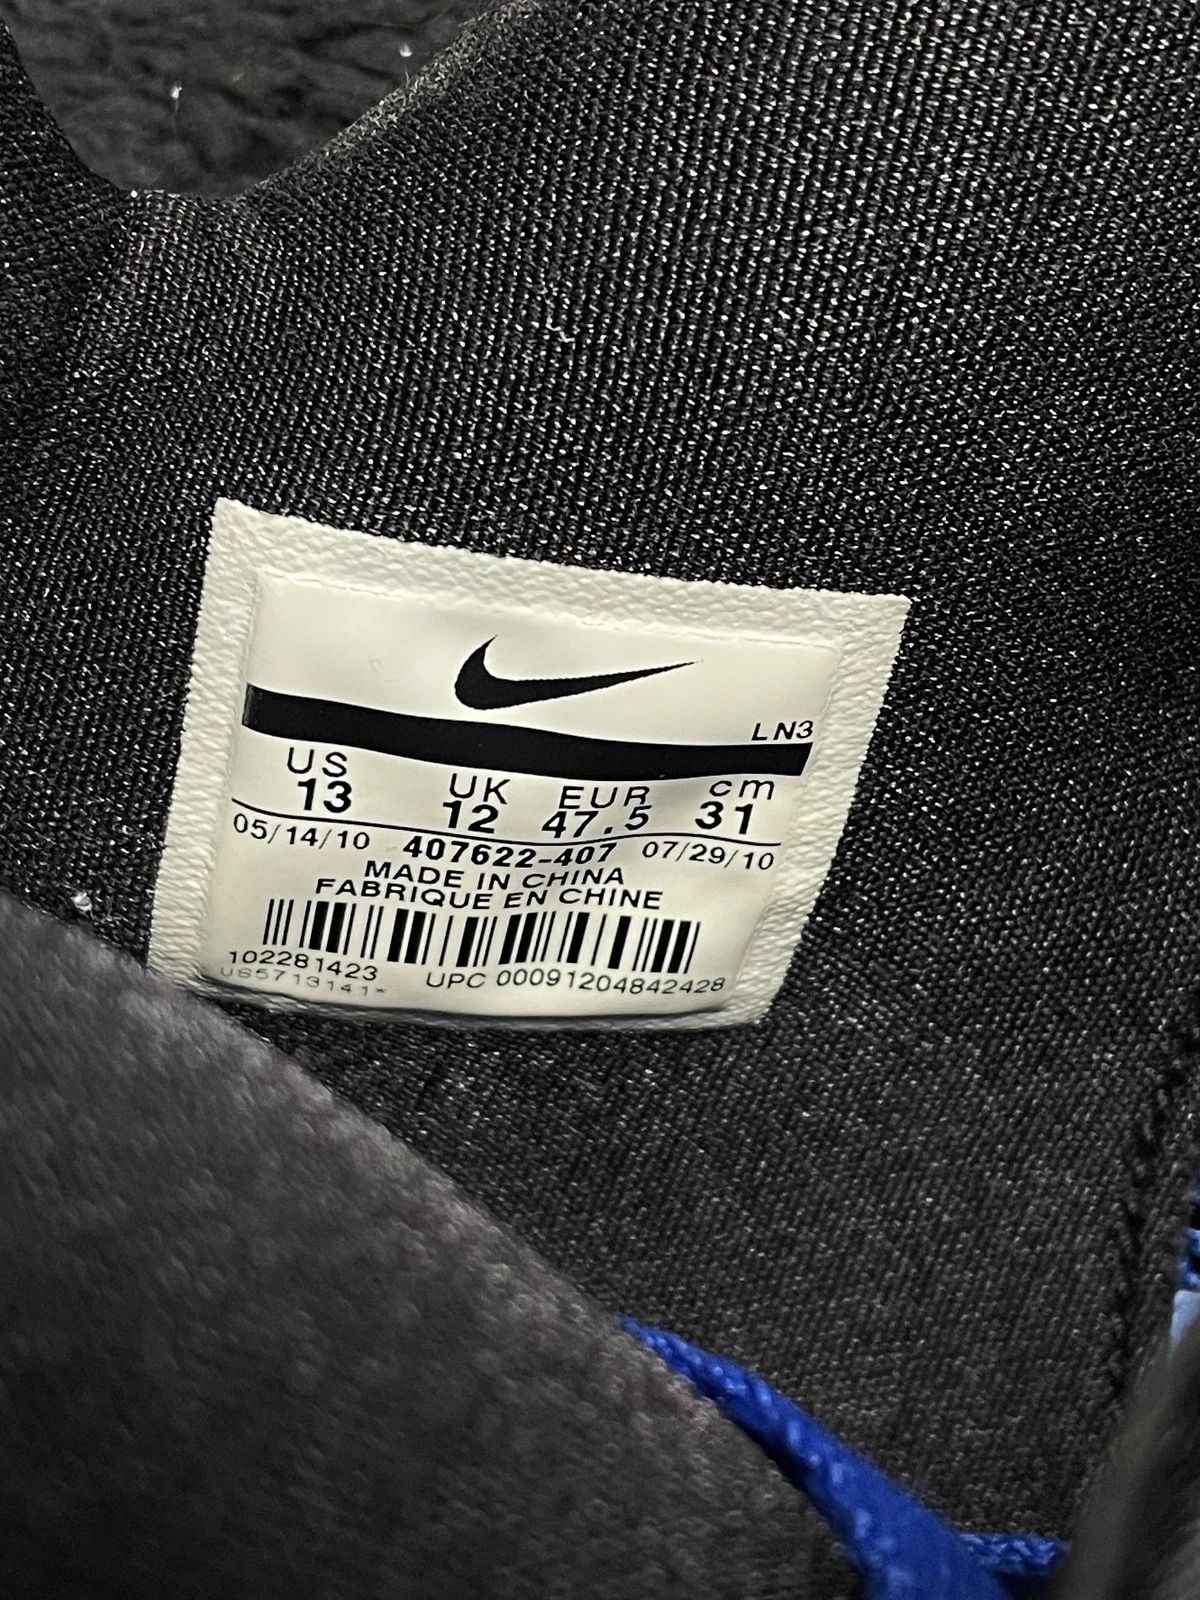 LN3
US UK EUR cm
13 12 47.5 31
05/14/10 407622-407 07/29/10
MADE IN CHINA
FABRIQUE EN CHINE
102281423 UPC 00091204842428
US5713141*